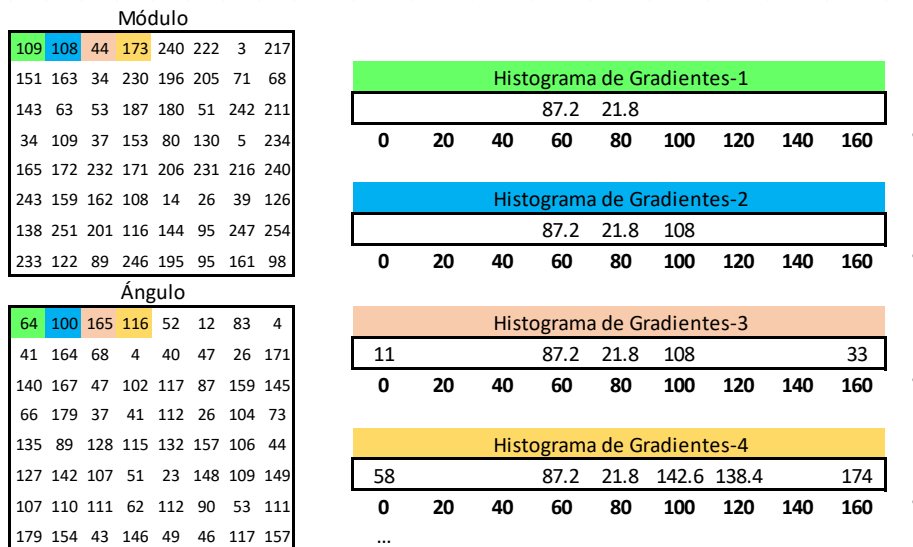 Módulo
109 108 44 173 240 222 3 217
151 163 34 230 196 205 71 68
143 63 53 187 180 51 242 211
34 109 37 153 80 130 5 234
165 172 232 171 206 231 216 240
243 159 162 108 14 26 39 126
138 251 201 116 144 95 247 254
233 122 89 246 195 95 161 98
Ángulo
64 100 165 116 52 12 83 4
41 164 68 4 40 47 26 171
140 167 47 102 117 87 159 145
66 179 37 41 112 26 104 73
135 89 128 115 132 157 106 44
127 142 107 51 23 148 109 149
107 110 111 62 112 90 53 111
179 154 43 146 49 46 117 157
Histograma de Gradientes-1
87.2 21.8
0 20 40 60 80 100 120 140 160
Histograma de Gradientes-2
87.2 21.8 108
0 20 40 60 80 100 120 140 160
Histograma de Gradientes-3
11 87.2 21.8 108 33
0 20 40 60 80 100 120 140 160
Histograma de Gradientes-4
58 87.2 21.8 142.6 138.4 174
0 20 40 60 80 100 120 140 160
...